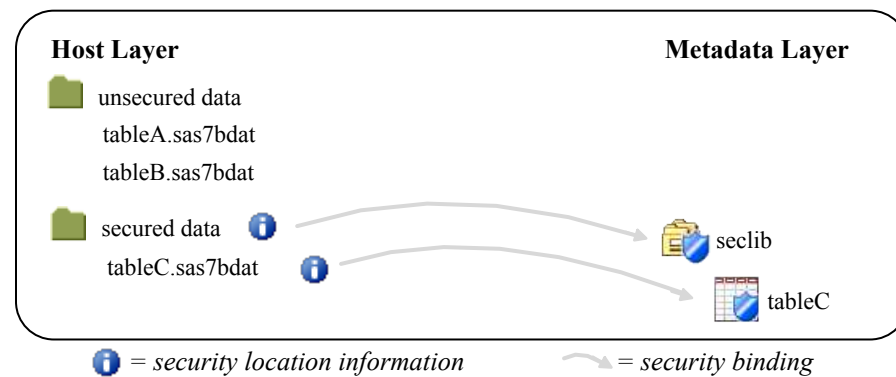 Host Layer
Metadata Layer
unsecured data
tableA.sas7bdat
tableB.sas7bdat
secured data
seclib
tableC.sas7bdat
tableC
= security location information
= security binding